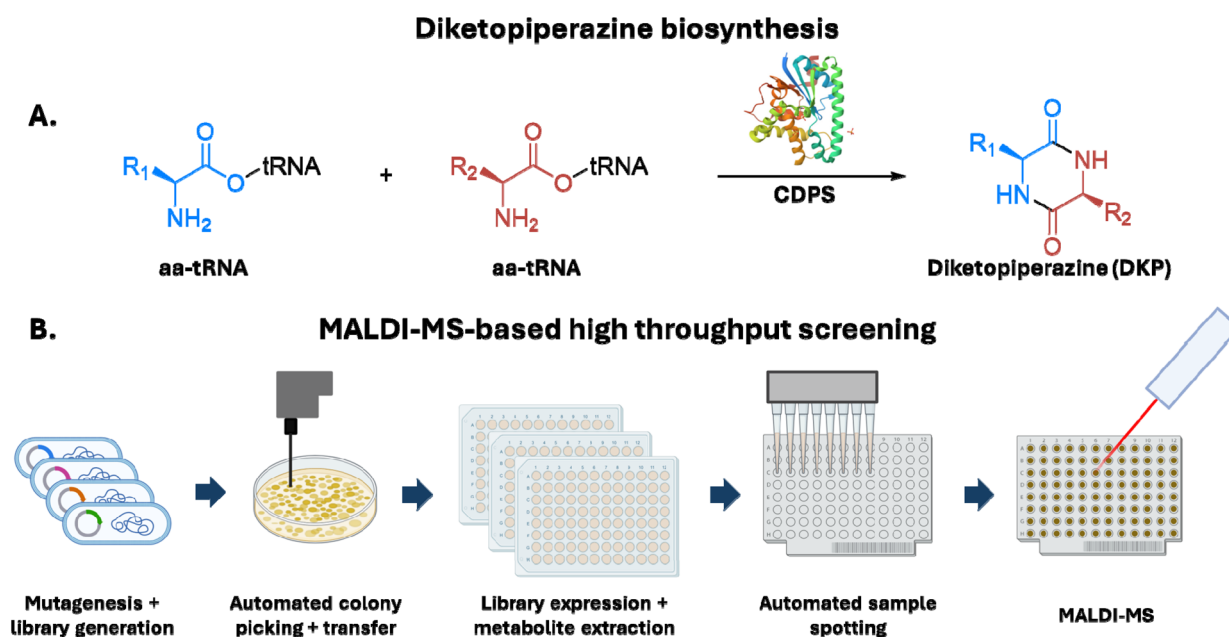 Diketopiperazine biosynthesis
A.
R1
O
O
tRNA
NH2
aa-tRNA
+
R2
O
O
tRNA
NH2
aa-tRNA
CDPS
R1
O
NH
HN
R2
O
Diketopiperazine (DKP)
B.
MALDI-MS-based high throughput screening
Mutagenesis +
library generation
Automated colony
picking + transfer
Library expression +
metabolite extraction
Automated sample
spotting
MALDI-MS